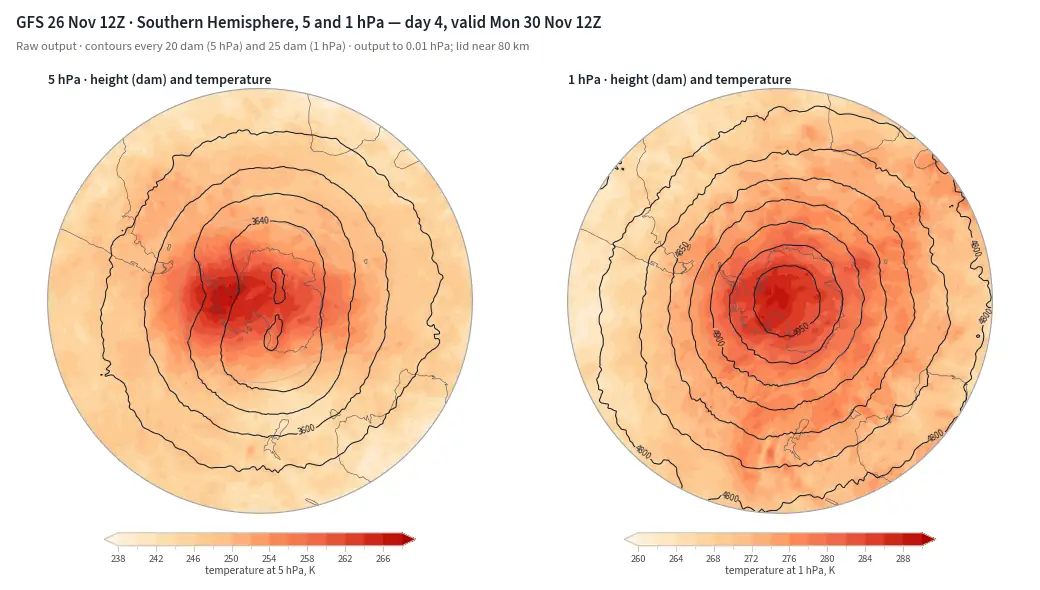 GFS 26 Nov 12Z · Southern Hemisphere, 5 and 1 hPa — day 4, valid Mon 30 Nov 12Z
Raw output · contours every 20 dam (5 hPa) and 25 dam (1 hPa) · output to 0.01 hPa; lid near 80 km
5 hPa · height (dam) and temperature
1 hPa · height (dam) and temperature
3640
3600
4850
4800
4800
4900
4950
4800
4800
4800
238 242 246 250 254 258 262 266
temperature at 5 hPa, K
260 264 268 272 276 280 284 288
temperature at 1 hPa, K